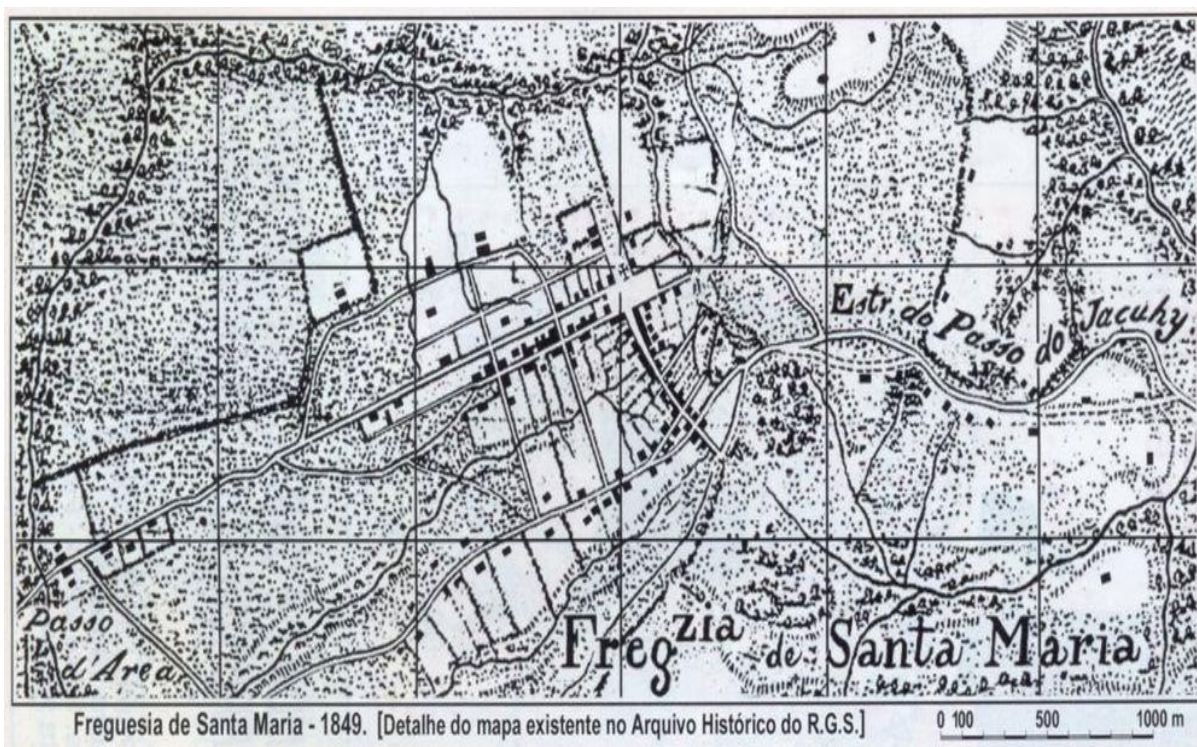 Estr. do Passo do Jacuhy
Passo
d'Area
Fregzia de Santa Maria
Freguesia de Santa Maria - 1849. [Detalhe do mapa existente no Arquivo Histórico do R.G.S.]
0 100 500 1000 m